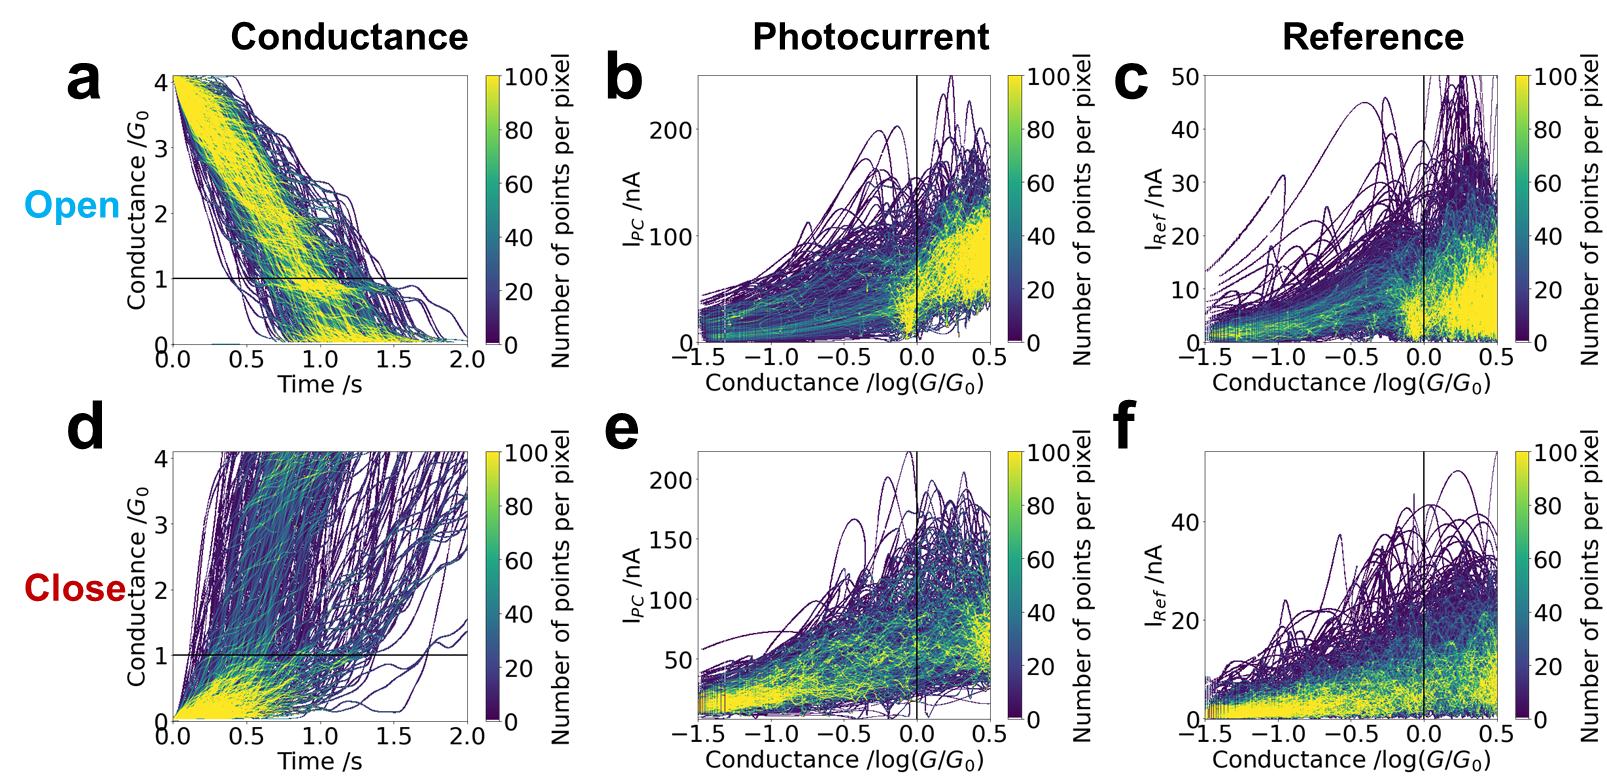 Conductance
Photocurrent
Reference
Open
Close
a
4
3
2
1
0
Conductance /G0
0.0 0.5 1.0 1.5 2.0
Time /s
100
80
60
40
20
0
Number of points per pixel
b
200
100
0
IPC /nA
−1.5 −1.0 −0.5 0.0 0.5
Conductance /log(G/G0)
100
80
60
40
20
0
Number of points per pixel
c
50
40
30
20
10
0
IRef /nA
−1.5 −1.0 −0.5 0.0 0.5
Conductance /log(G/G0)
100
80
60
40
20
0
Number of points per pixel
d
4
3
2
1
0
Conductance /G0
0.0 0.5 1.0 1.5 2.0
Time /s
100
80
60
40
20
0
Number of points per pixel
e
200
150
100
50
IPC /nA
−1.5 −1.0 −0.5 0.0 0.5
Conductance /log(G/G0)
100
80
60
40
20
0
Number of points per pixel
f
40
20
0
IRef /nA
−1.5 −1.0 −0.5 0.0 0.5
Conductance /log(G/G0)
100
80
60
40
20
0
Number of points per pixel